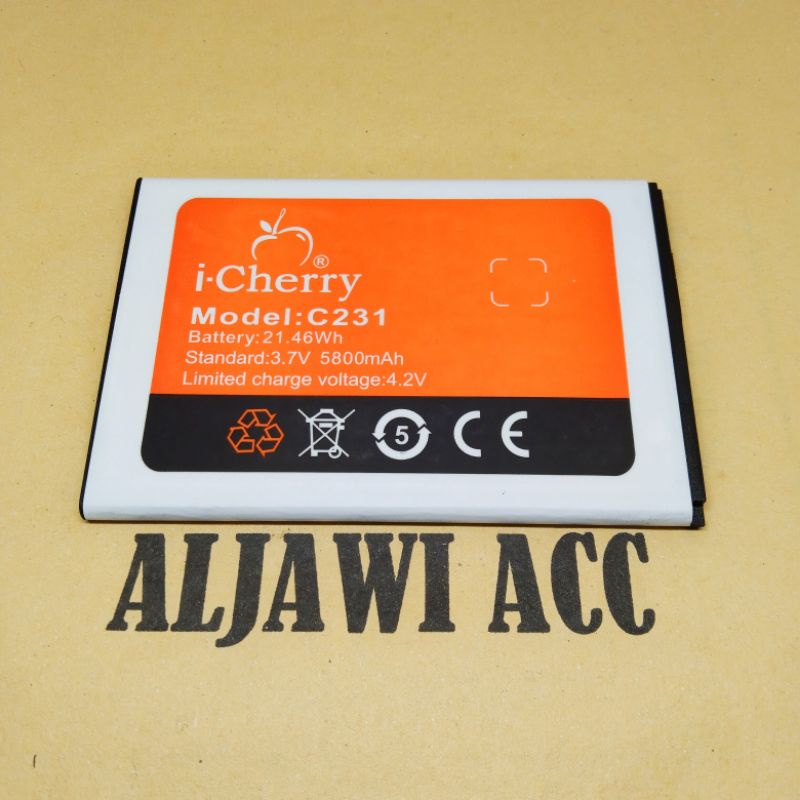 i-Cherry®
Model:C231
Battery:21.46Wh
Standard:3.7V 5800mAh
Limited charge voltage:4.2V
5 CE
ALJAWI ACC